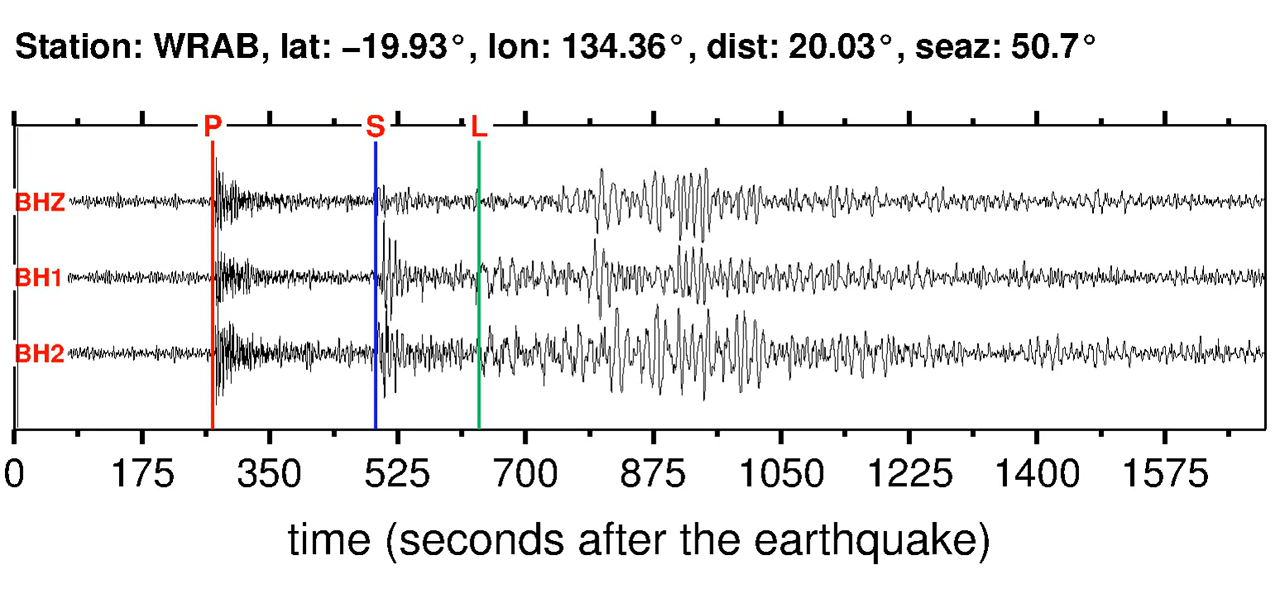 Station: WRAB, lat: −19.93°, lon: 134.36°, dist: 20.03°, seaz: 50.7°
P S L
BHZ
BH1
BH2
0 175 350 525 700 875 1050 1225 1400 1575
time (seconds after the earthquake)